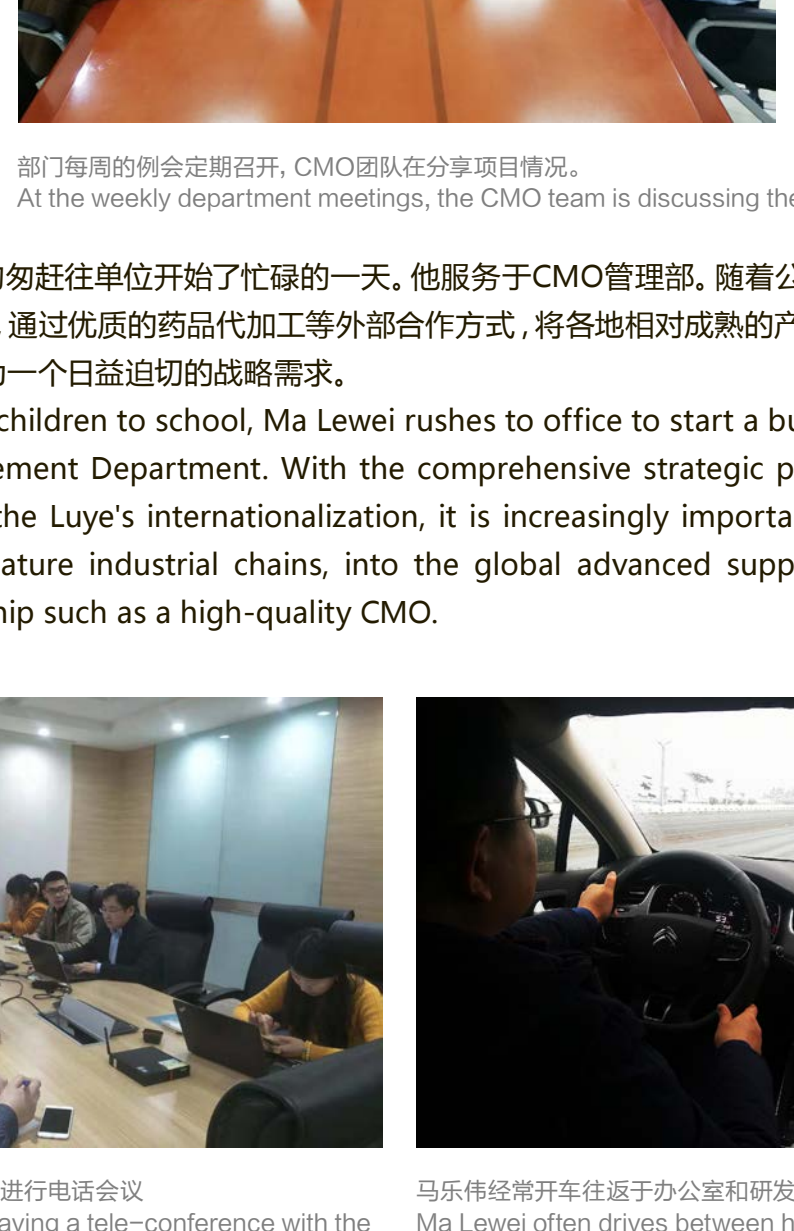 部门每周的例会定期召开, CMO团队在分享项目情况。
At the weekly department meetings, the CMO team is discussing the
匆赶往单位开始了忙碌的一天。他服务于CMO管理部。随着公
通过优质的药品代加工等外部合作方式,将各地相对成熟的产
一个日益迫切的战略需求。
children to school, Ma Lewei rushes to office to start a bu
ement Department. With the comprehensive strategic p
the Luye's internationalization, it is increasingly importa
ature industrial chains, into the global advanced supp
hip such as a high-quality CMO.
进行电话会议
aving a tele-conference with the
马乐伟经常开车往返于办公室和研发
Ma Lewei often drives between h